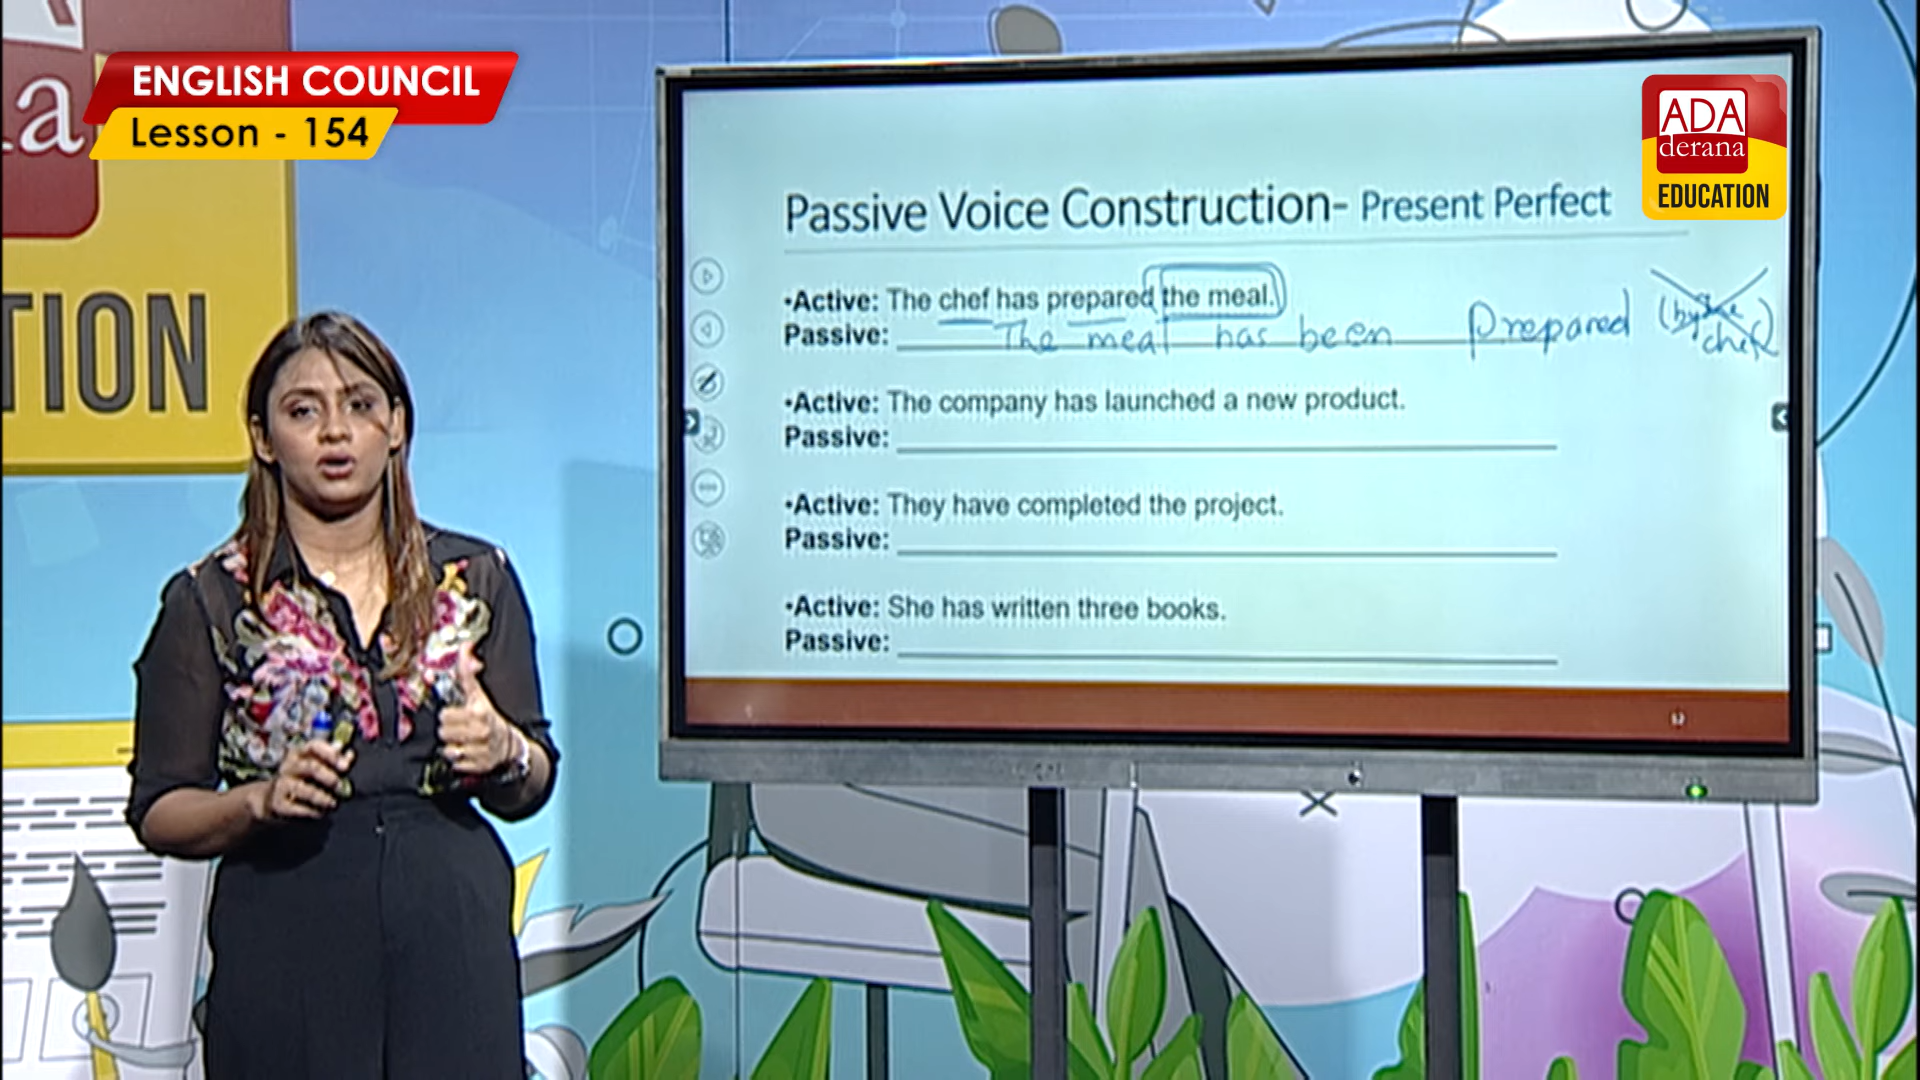 ENGLISH COUNCIL
Lesson - 154
a
TION
ADA
derana
EDUCATION
Passive Voice Construction- Present Perfect
•Active: The chef has prepared the meal.
Passive: The meal has been prepared (by the
chef)
•Active: The company has launched a new product.
Passive:
•Active: They have completed the project.
Passive:
•Active: She has written three books.
Passive: